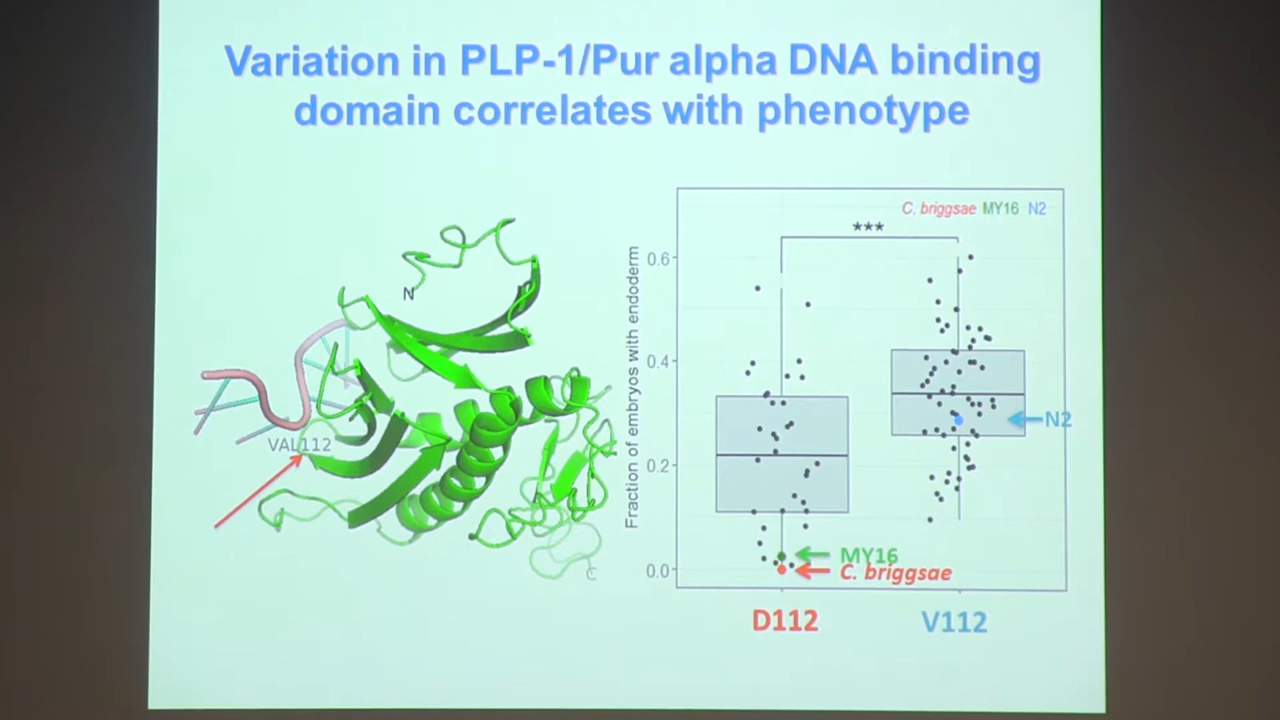 Variation in PLP-1/Pur alpha DNA binding
domain correlates with phenotype
N
VAL112
C
C. briggsae MY16 N2
***
Fraction of embryos with endoderm
0.6
0.4
0.2
0.0
N2
MY16
C. briggsae
D112
V112